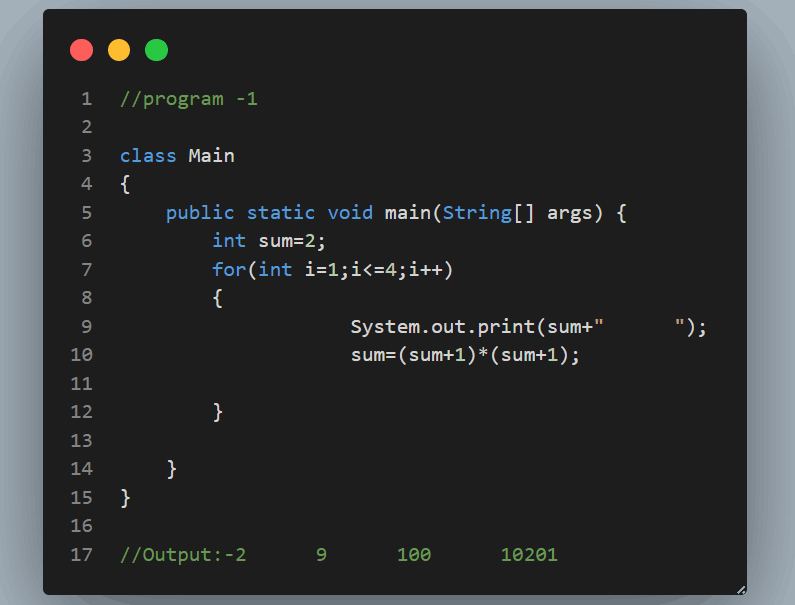 1 //program -1
2
3 class Main
4 {
5 public static void main(String[] args) {
6 int sum=2;
7 for(int i=1;i<=4;i++)
8 {
9 System.out.print(sum+"      ");
10 sum=(sum+1)*(sum+1);
11
12 }
13
14 }
15 }
16
17 //Output:-2      9      100      10201